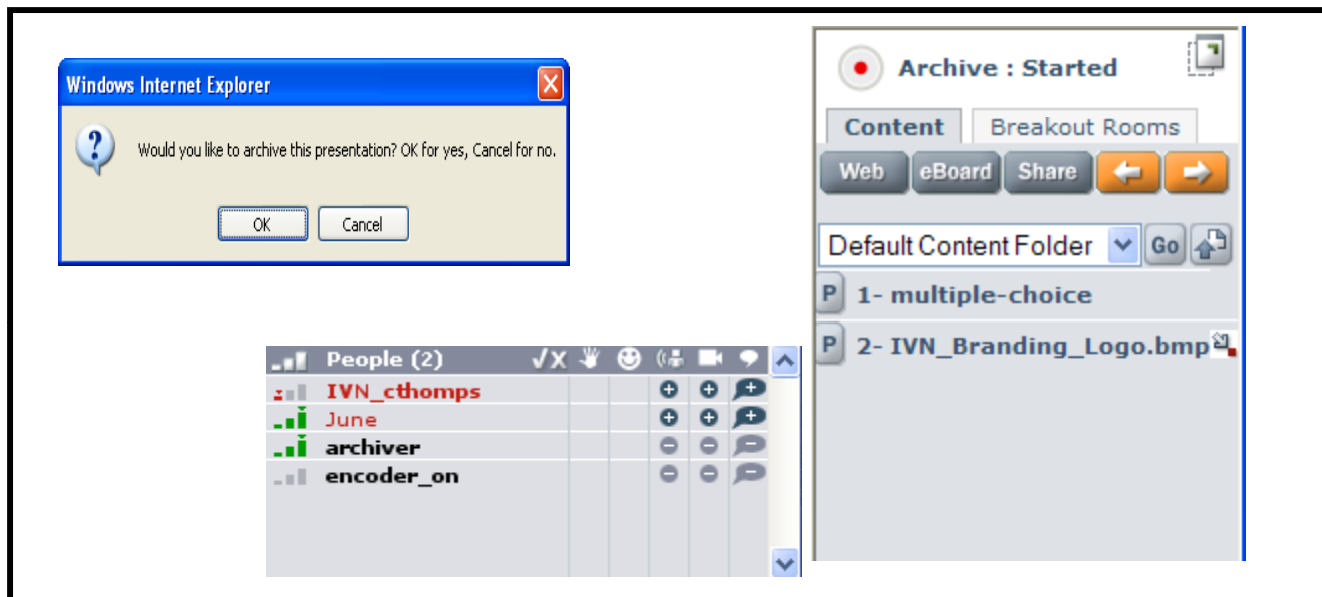 Windows Internet Explorer
Would you like to archive this presentation? OK for yes, Cancel for no.
OK Cancel
People (2) √X
IVN_cthomps
June
archiver
encoder_on
Archive : Started
Content Breakout Rooms
Web eBoard Share
Default Content Folder Go
P 1- multiple-choice
P 2- IVN_Branding_Logo.bmp